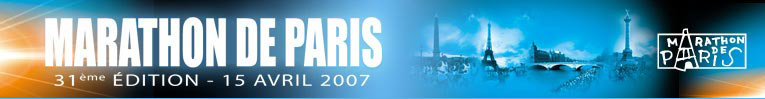 MARATHON DE PARIS
31ème ÉDITION - 15 AVRIL 2007
MARATHON
DE
PARIS